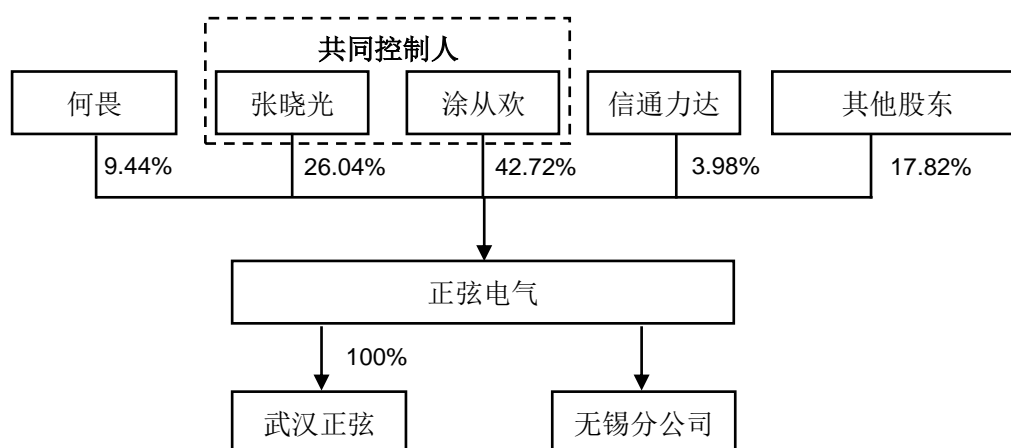 共同控制人
何畏
张晓光
涂从欢
信通力达
其他股东
9.44%
26.04%
42.72%
3.98%
17.82%
正弦电气
100%
武汉正弦
无锡分公司